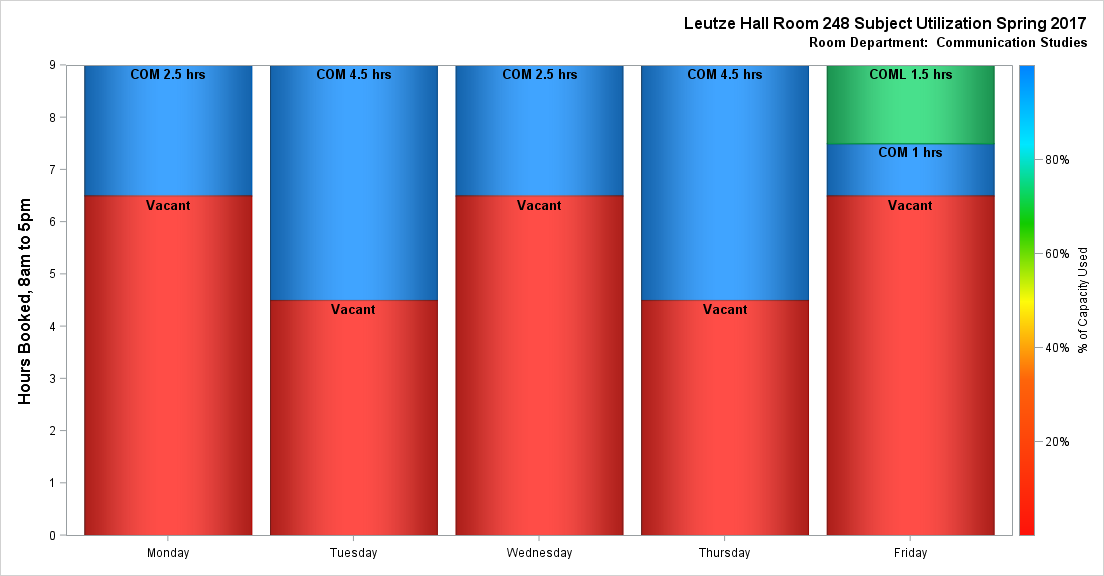 Leutze Hall Room 248 Subject Utilization Spring 2017
Room Department:  Communication Studies
Hours Booked, 8am to 5pm
9
8
7
6
5
4
3
2
1
0
COM 2.5 hrs
Vacant
COM 4.5 hrs
Vacant
COM 2.5 hrs
Vacant
COM 4.5 hrs
Vacant
COML 1.5 hrs
COM 1 hrs
Vacant
Monday
Tuesday
Wednesday
Thursday
Friday
80%
60%
40%
20%
% of Capacity Used